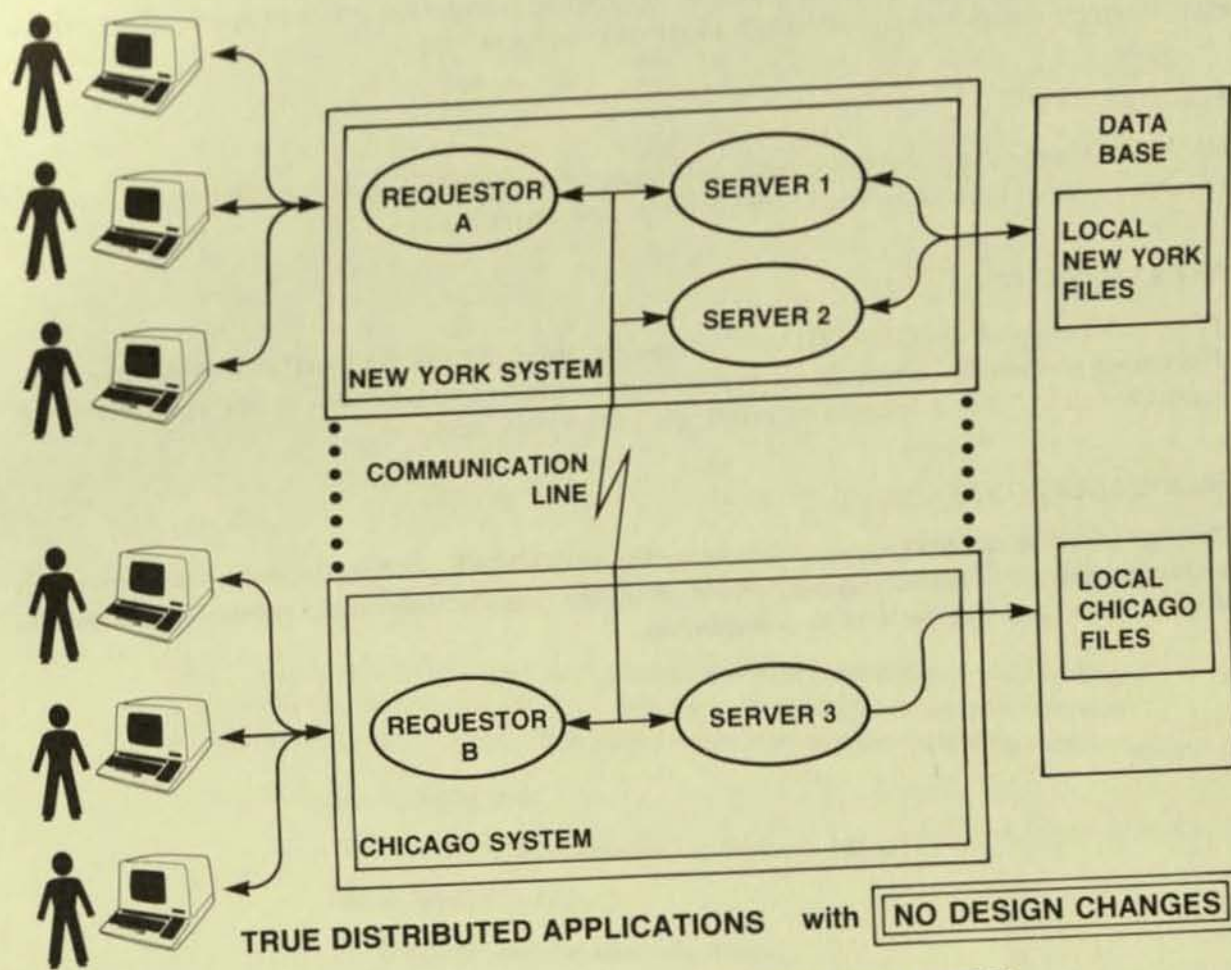 REQUESTOR
A
SERVER 1
SERVER 2
NEW YORK SYSTEM
DATA
BASE
LOCAL
NEW YORK
FILES
COMMUNICATION
LINE
REQUESTOR
B
SERVER 3
CHICAGO SYSTEM
LOCAL
CHICAGO
FILES
TRUE DISTRIBUTED APPLICATIONS with NO DESIGN CHANGES